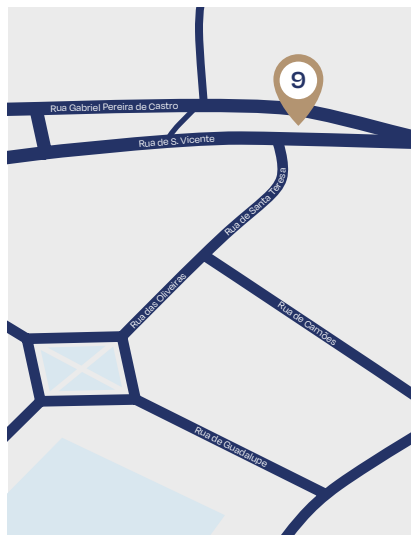 9
Rua Gabriel Pereira de Castro
Rua de S. Vicente
Rua de Santa Teresa
Rua das Oliveiras
Rua de Camões
Rua de Guadalupe